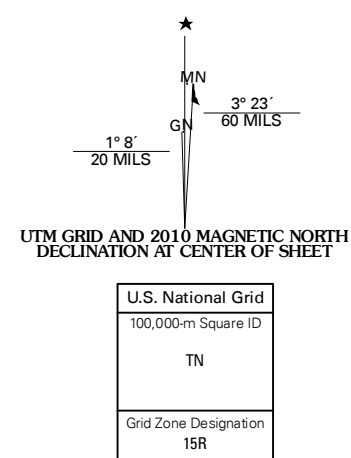 ★
MN
3° 23´
60 MILS
GN
1° 8´
20 MILS
UTM GRID AND 2010 MAGNETIC NORTH
DECLINATION AT CENTER OF SHEET
U.S. National Grid
100,000-m Square ID
TN
Grid Zone Designation
15R